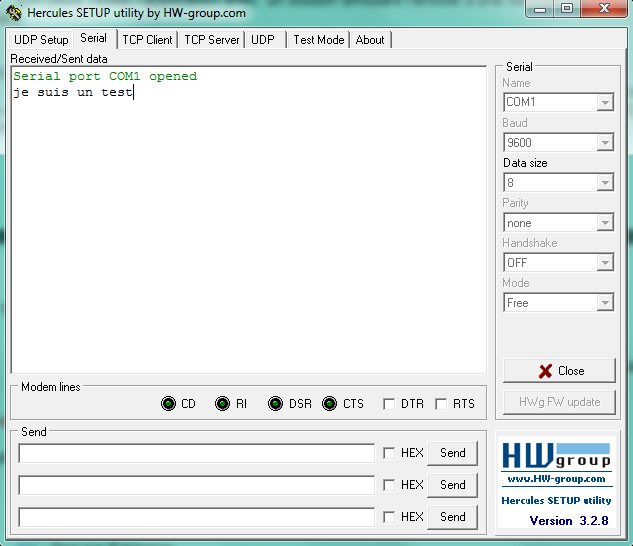 Hercules SETUP utility by HW-group.com
UDP Setup Serial TCP Client TCP Server UDP Test Mode About
Received/Sent data
Serial port COM1 opened
je suis un test
Serial
Name
COM1
Baud
9600
Data size
8
Parity
none
Handshake
OFF
Mode
Free
Close
HWg FW update
Modem lines
CD RI DSR CTS DTR RTS
Send
HEX Send
HEX Send
HEX Send
HW group
www.HW-group.com
Hercules SETUP utility
Version 3.2.8